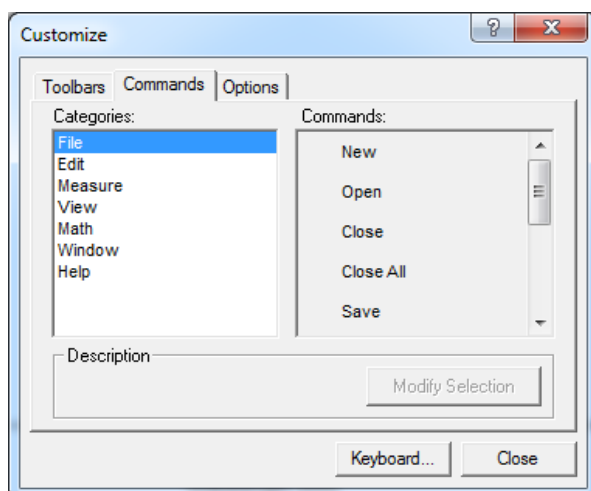 Customize
Toolbars Commands Options
Categories:
File
Edit
Measure
View
Math
Window
Help
Commands:
New
Open
Close
Close All
Save
Description
Modify Selection
Keyboard... Close